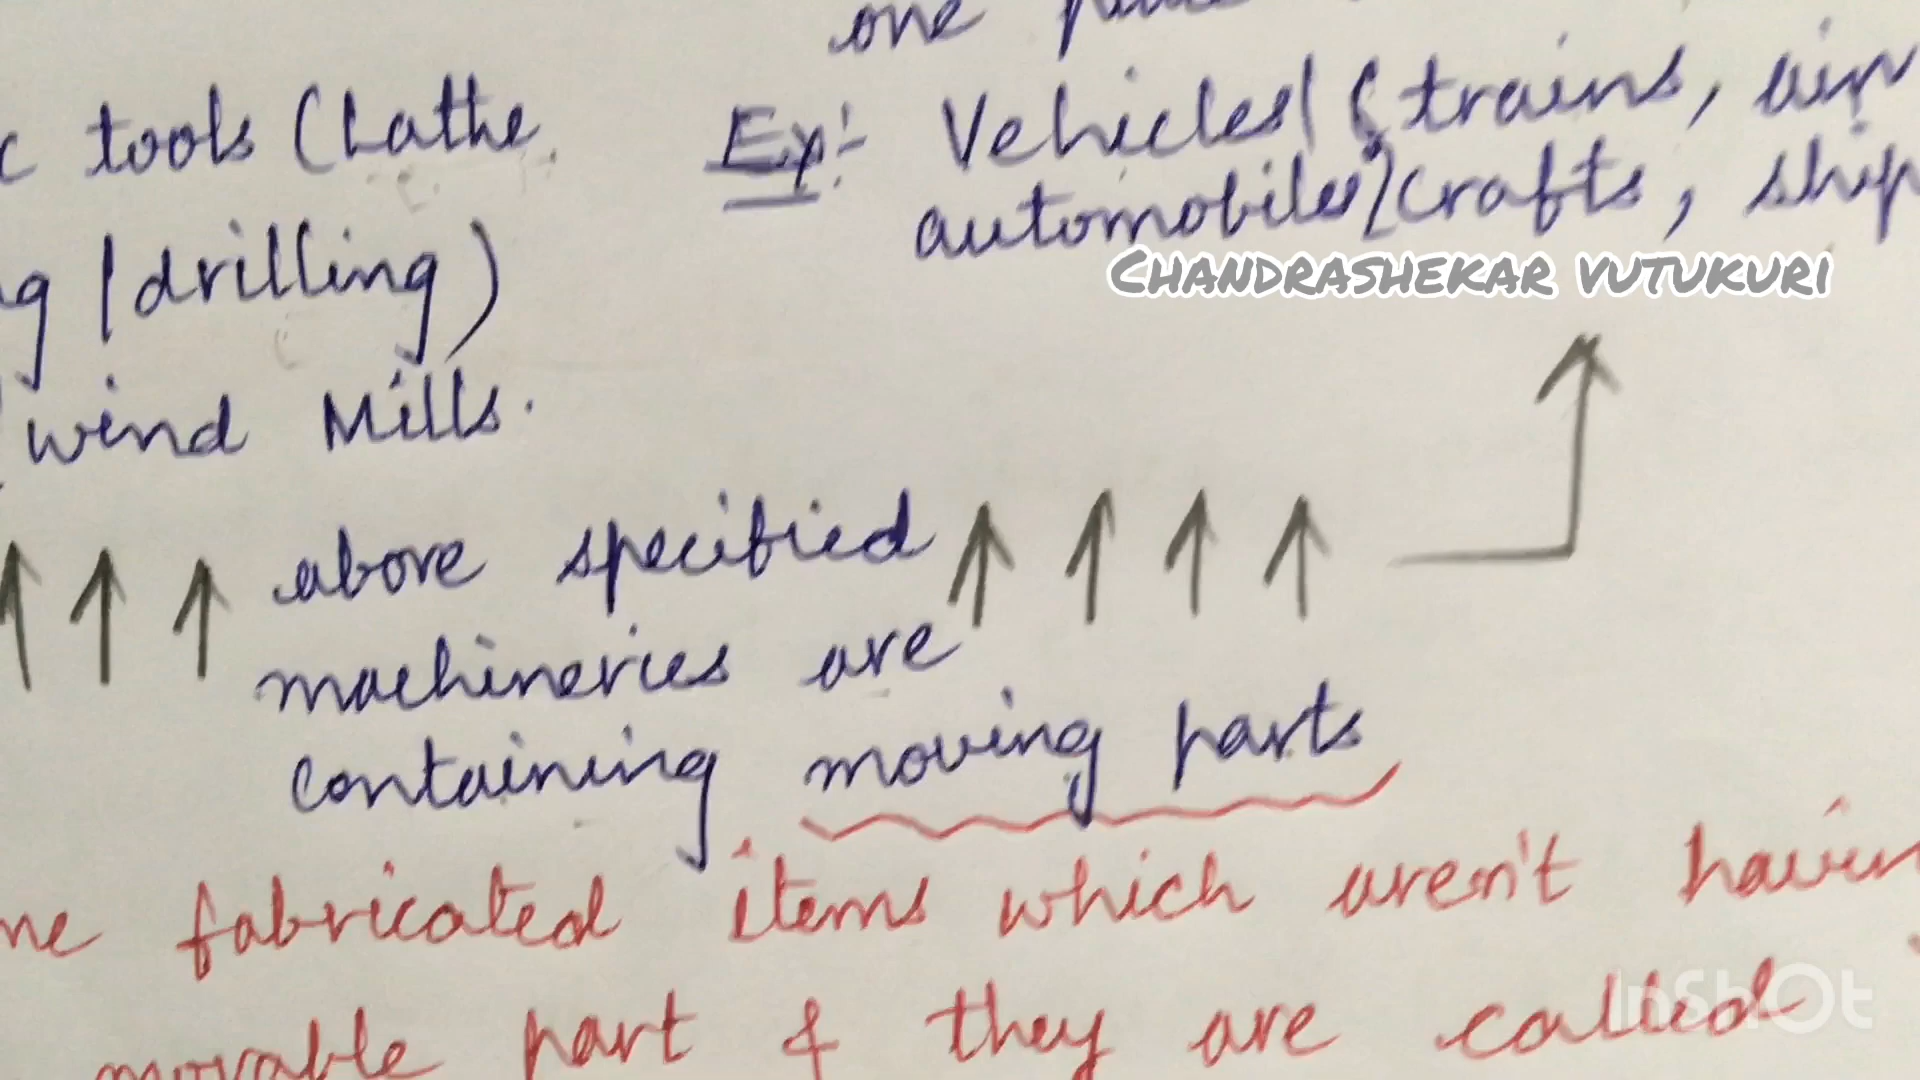 one
tools (Lathe
Ex:- Vehicles/ { trains, air
automobiles} crafts, ship
CHANDRASHEKAR VUTUKURI
g / drilling)
wind Mills.
above specified
machineries are
containing moving parts
fabricated items which aren't havin
movable part & they are called
InShOt